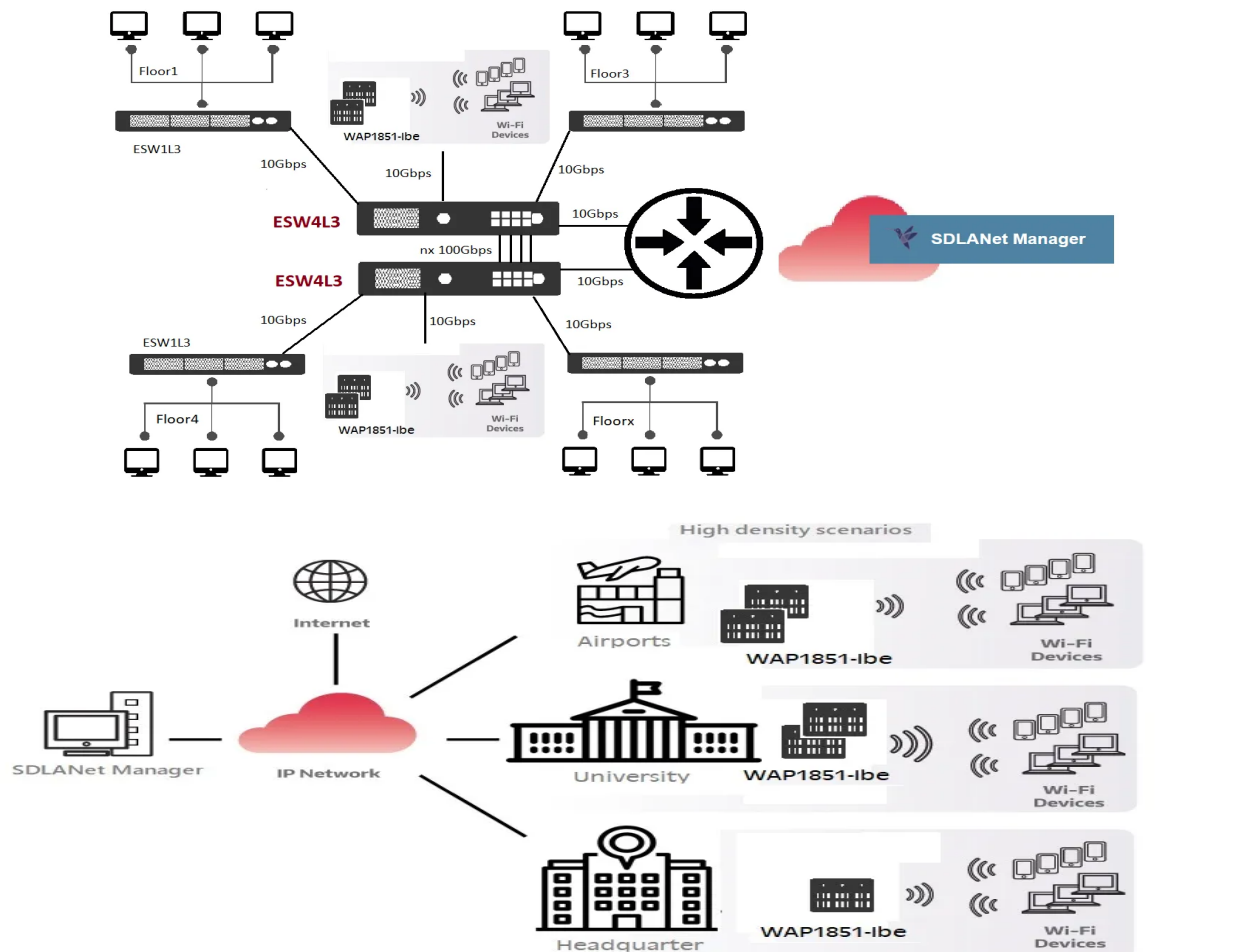 Floor1
Floor3
WAP1851-Ibe
Wi-Fi
Devices
ESW1L3
10Gbps
10Gbps
10Gbps
ESW4L3
10Gbps
nx 100Gbps
SDLANet Manager
ESW4L3
10Gbps
10Gbps
10Gbps
10Gbps
ESW1L3
Floor4
WAP1851-Ibe
Wi-Fi
Devices
Floorx
High density scenarios
Internet
Airports
WAP1851-Ibe
Wi-Fi
Devices
SDLANet Manager
IP Network
University
WAP1851-Ibe
Wi-Fi
Devices
Headquarter
WAP1851-Ibe
Wi-Fi
Devices